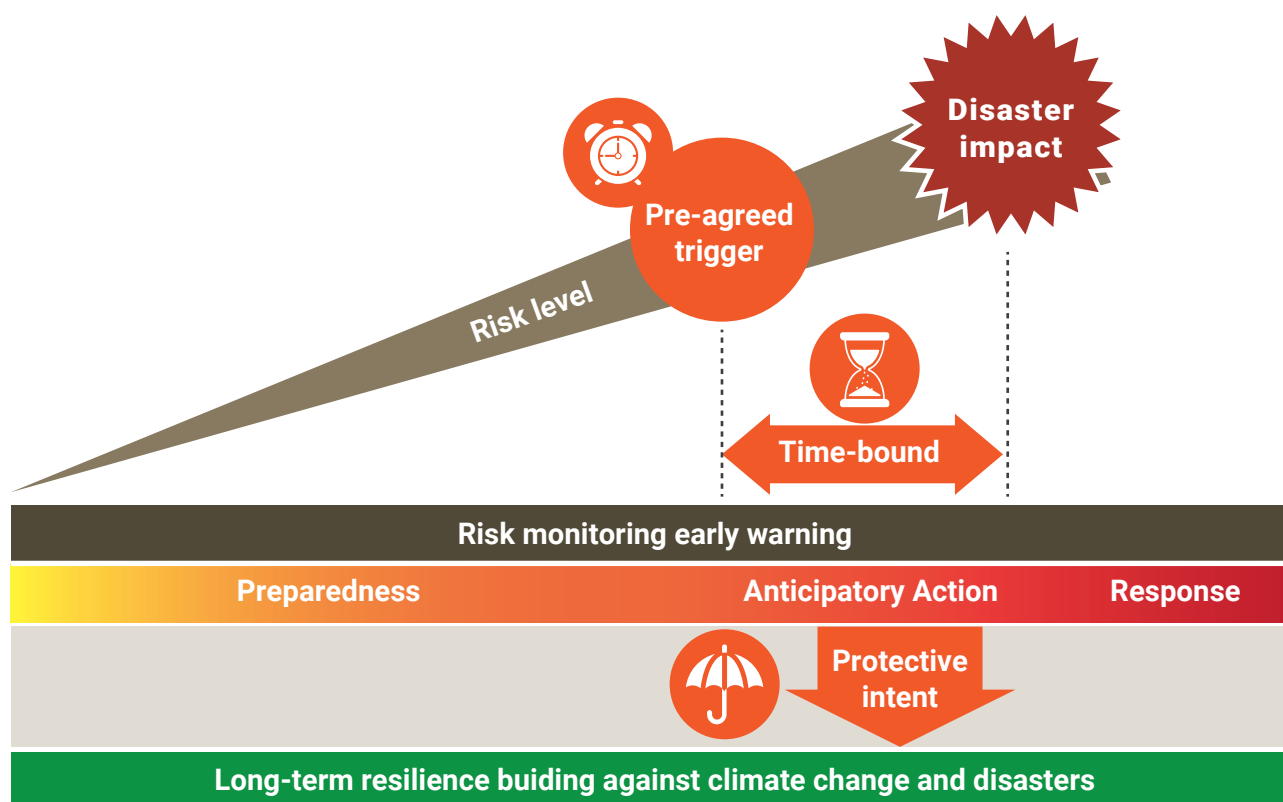 Disaster
impact
Pre-agreed
trigger
Risk level
Time-bound
Risk monitoring early warning
Preparedness
Anticipatory Action
Response
Protective
intent
Long-term resilience buiding against climate change and disasters